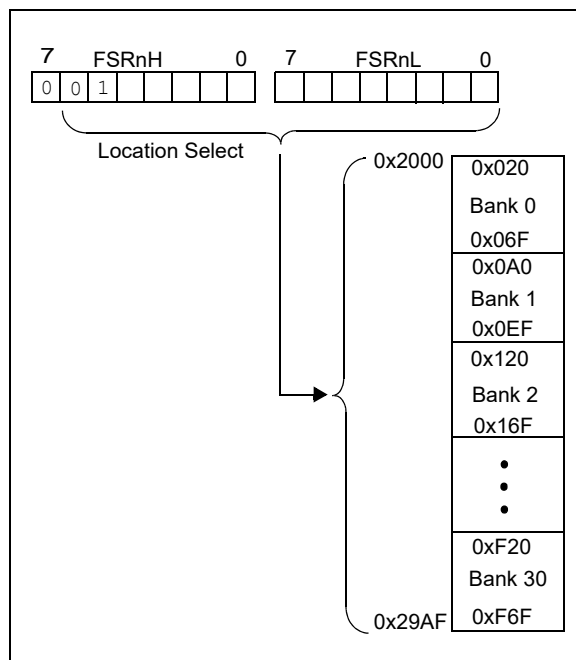 7 FSRnH 0 7 FSRnL 0
0 0 1
Location Select
0x2000
0x020
Bank 0
0x06F
0x0A0
Bank 1
0x0EF
0x120
Bank 2
0x16F
0xF20
Bank 30
0xF6F
0x29AF